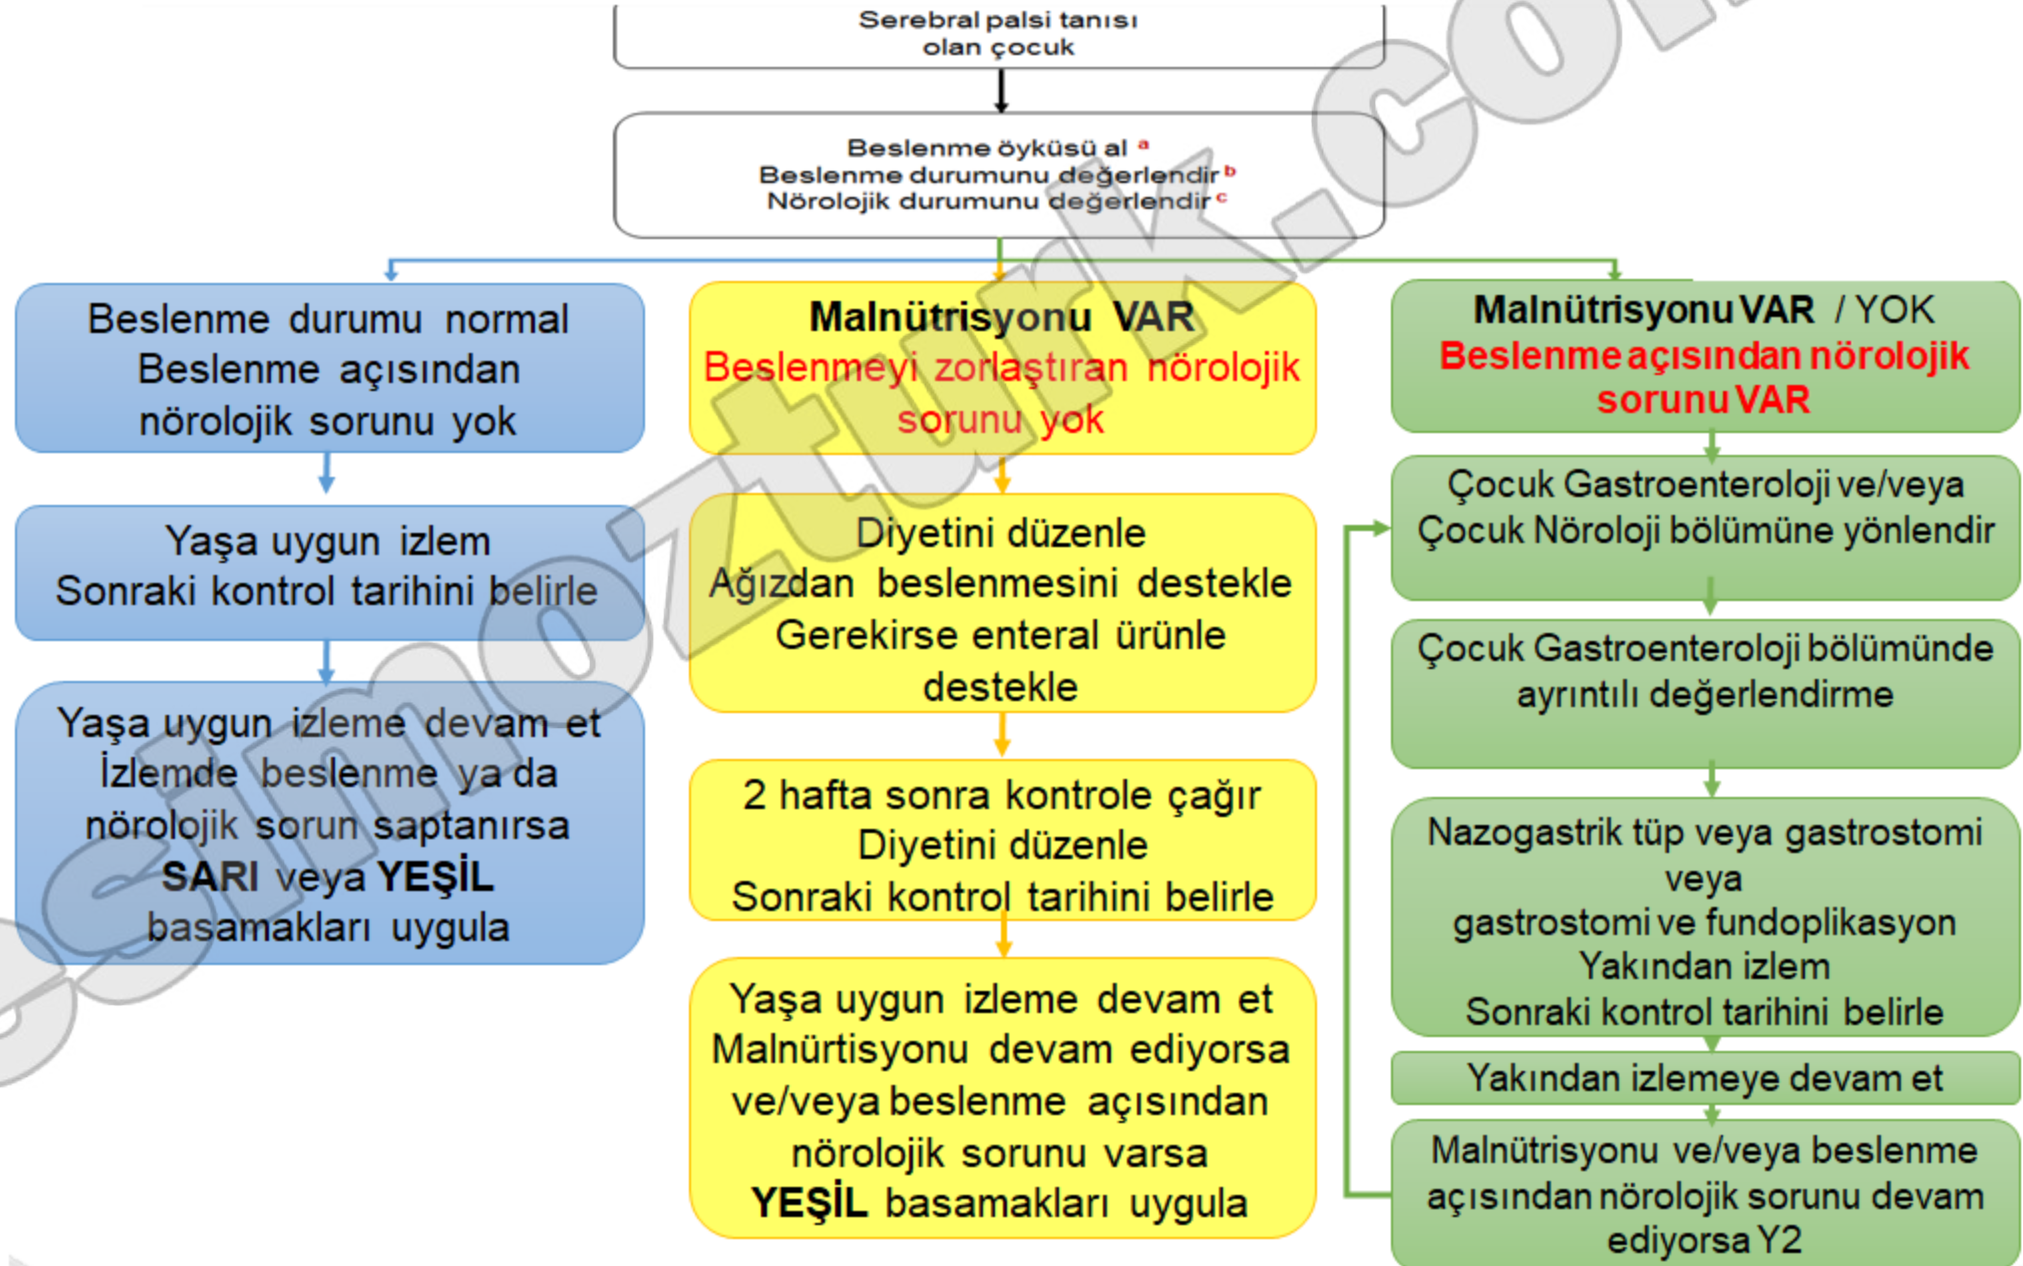 Serebral palsi tanısı
olan çocuk
Beslenme öyküsü al a
Beslenme durumunu değerlendir b
Nörolojik durumunu değerlendir c
Beslenme durumu normal
Beslenme açısından
nörolojik sorunu yok
Yaşa uygun izlem
Sonraki kontrol tarihini belirle
Yaşa uygun izleme devam et
İzlemde beslenme ya da
nörolojik sorun saptanırsa
SARI veya YEŞİL
basamakları uygula
Malnütrisyonu VAR
Beslenmeyi zorlaştıran nörolojik
sorunu yok
Diyetini düzenle
Ağızdan beslenmesini destekle
Gerekirse enteral ürünle
destekle
2 hafta sonra kontrole çağır
Diyetini düzenle
Sonraki kontrol tarihini belirle
Yaşa uygun izleme devam et
Malnürtisyonu devam ediyorsa
ve/veya beslenme açısından
nörolojik sorunu varsa
YEŞİL basamakları uygula
Malnütrisyonu VAR / YOK
Beslenme açısından nörolojik
sorunu VAR
Çocuk Gastroenteroloji ve/veya
Çocuk Nöroloji bölümüne yönlendir
Çocuk Gastroenteroloji bölümünde
ayrıntılı değerlendirme
Nazogastrik tüp veya gastrostomi
veya
gastrostomi ve fundoplikasyon
Yakından izlem
Sonraki kontrol tarihini belirle
Yakından izlemeye devam et
Malnütrisyonu ve/veya beslenme
açısından nörolojik sorunu devam
ediyorsa Y2
esimozturk.com